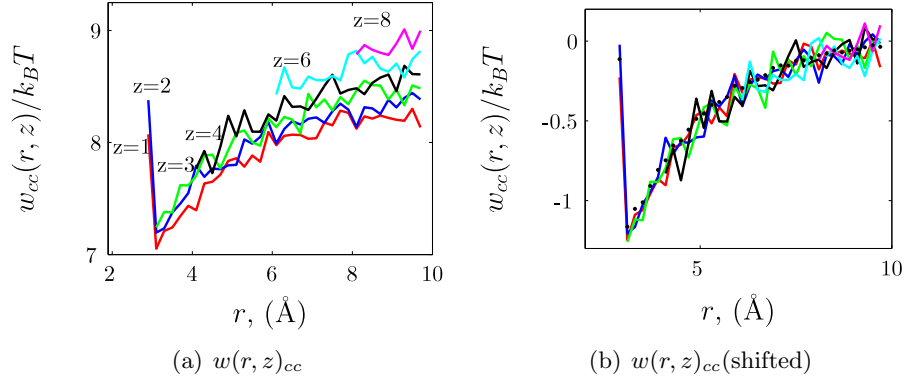 9
8
7
w_{cc}(r, z)/k_BT
z=8
z=6
z=2
z=4
z=1
z=3
2
4
6
8
10
r, (Å)
(a) w(r, z)_{cc}
0
-0.5
-1
w_{cc}(r, z)/k_BT
5
10
r, (Å)
(b) w(r, z)_{cc}(shifted)